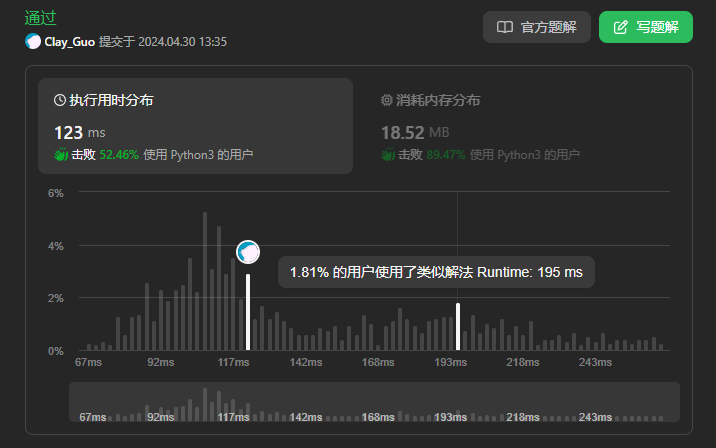 通过
Clay_Guo 提交于 2024.04.30 13:35
官方题解
写题解
执行用时分布
123 ms
击败 52.46% 使用 Python3 的用户
消耗内存分布
18.52 MB
击败 89.47% 使用 Python3 的用户
6%
4%
1.81% 的用户使用了类似解法 Runtime: 195 ms
2%
0%
67ms 92ms 117ms 142ms 168ms 193ms 218ms 243ms
67ms 92ms 117ms 142ms 168ms 193ms 218ms 243ms